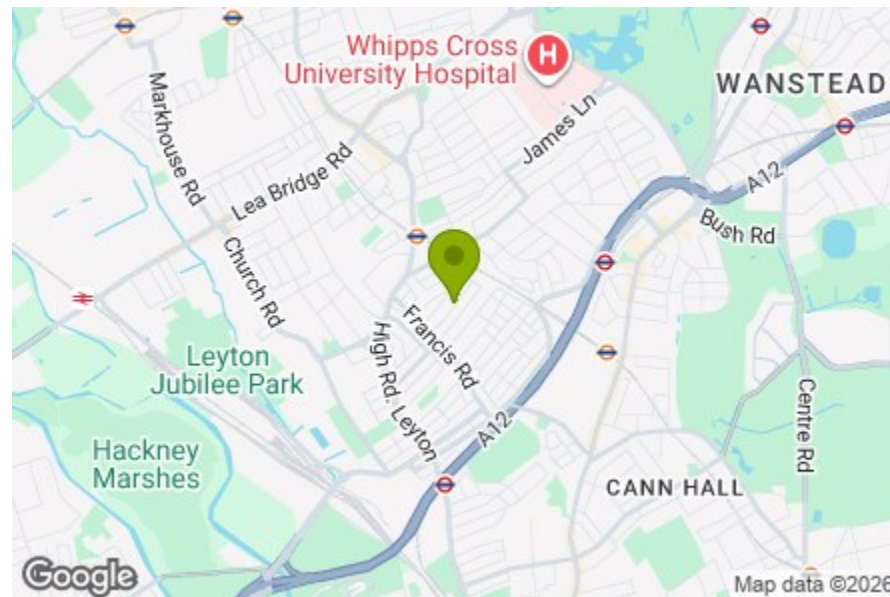 Whipps Cross
University Hospital
H
WANSTEAD
Markhouse Rd
James Ln
Lea Bridge Rd
A12
Bush Rd
Church Rd
Francis Rd
High Rd. Leyton
Leyton
Jubilee Park
Centre Rd
A12
Hackney
Marshes
CANN HALL
Google
Map data ©2026